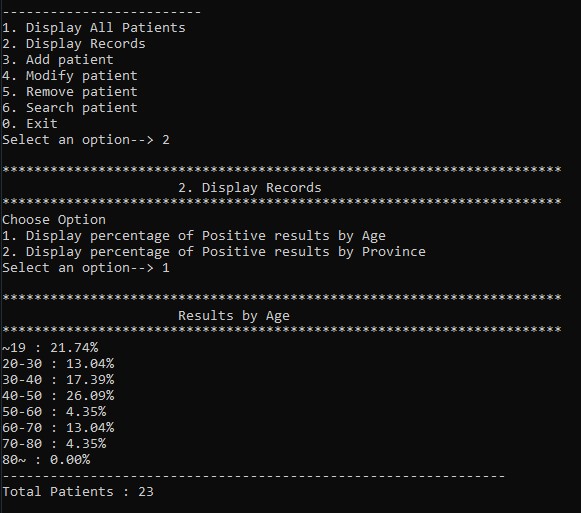 -------------------------
1. Display All Patients
2. Display Records
3. Add patient
4. Modify patient
5. Remove patient
6. Search patient
0. Exit
Select an option--> 2
**********************************************************************
2. Display Records
**********************************************************************
Choose Option
1. Display percentage of Positive results by Age
2. Display percentage of Positive results by Province
Select an option--> 1
**********************************************************************
Results by Age
**********************************************************************
~19 : 21.74%
20-30 : 13.04%
30-40 : 17.39%
40-50 : 26.09%
50-60 : 4.35%
60-70 : 13.04%
70-80 : 4.35%
80~ : 0.00%
---------------------------------------------------------------
Total Patients : 23